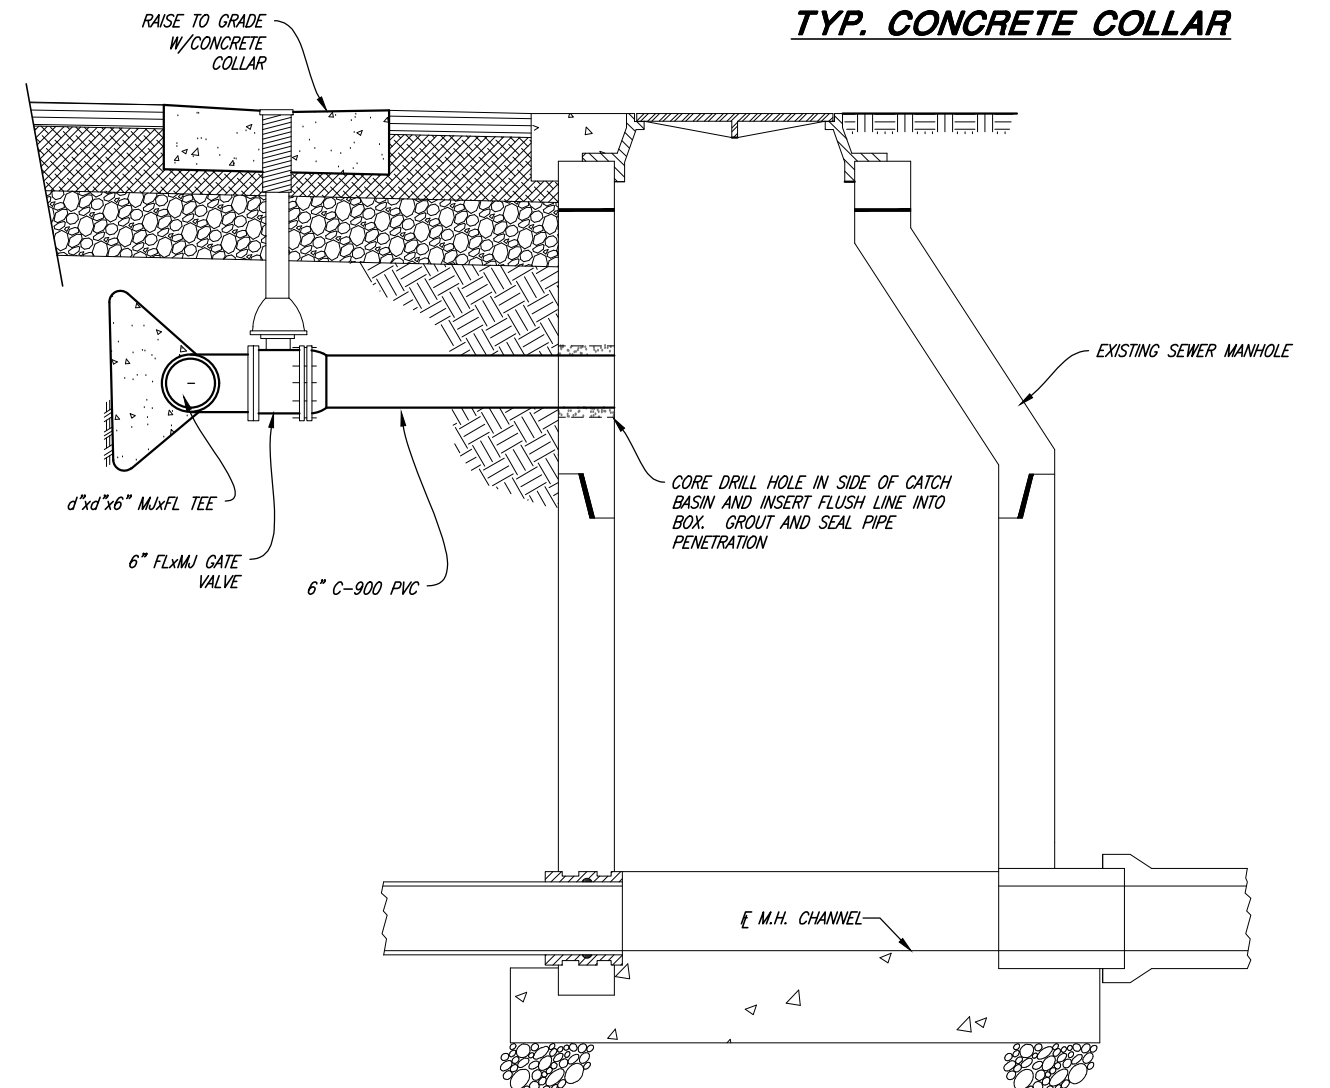 TYP. CONCRETE COLLAR
RAISE TO GRADE
W/CONCRETE
COLLAR
EXISTING SEWER MANHOLE
CORE DRILL HOLE IN SIDE OF CATCH
BASIN AND INSERT FLUSH LINE INTO
BOX. GROUT AND SEAL PIPE
PENETRATION
d"xd"x6" MJxFL TEE
6" FLxMJ GATE
VALVE
6" C-900 PVC
℄ M.H. CHANNEL